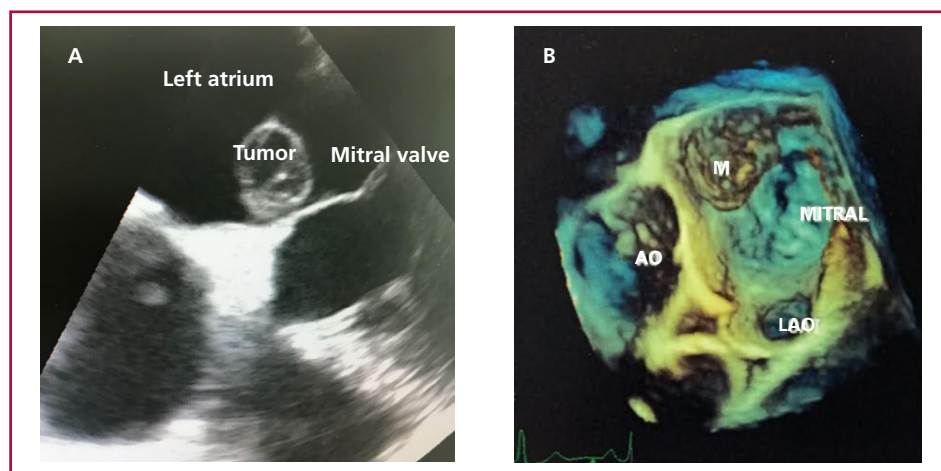 A
Left atrium
Tumor
Mitral valve
B
M
MITRAL
AO
LAO